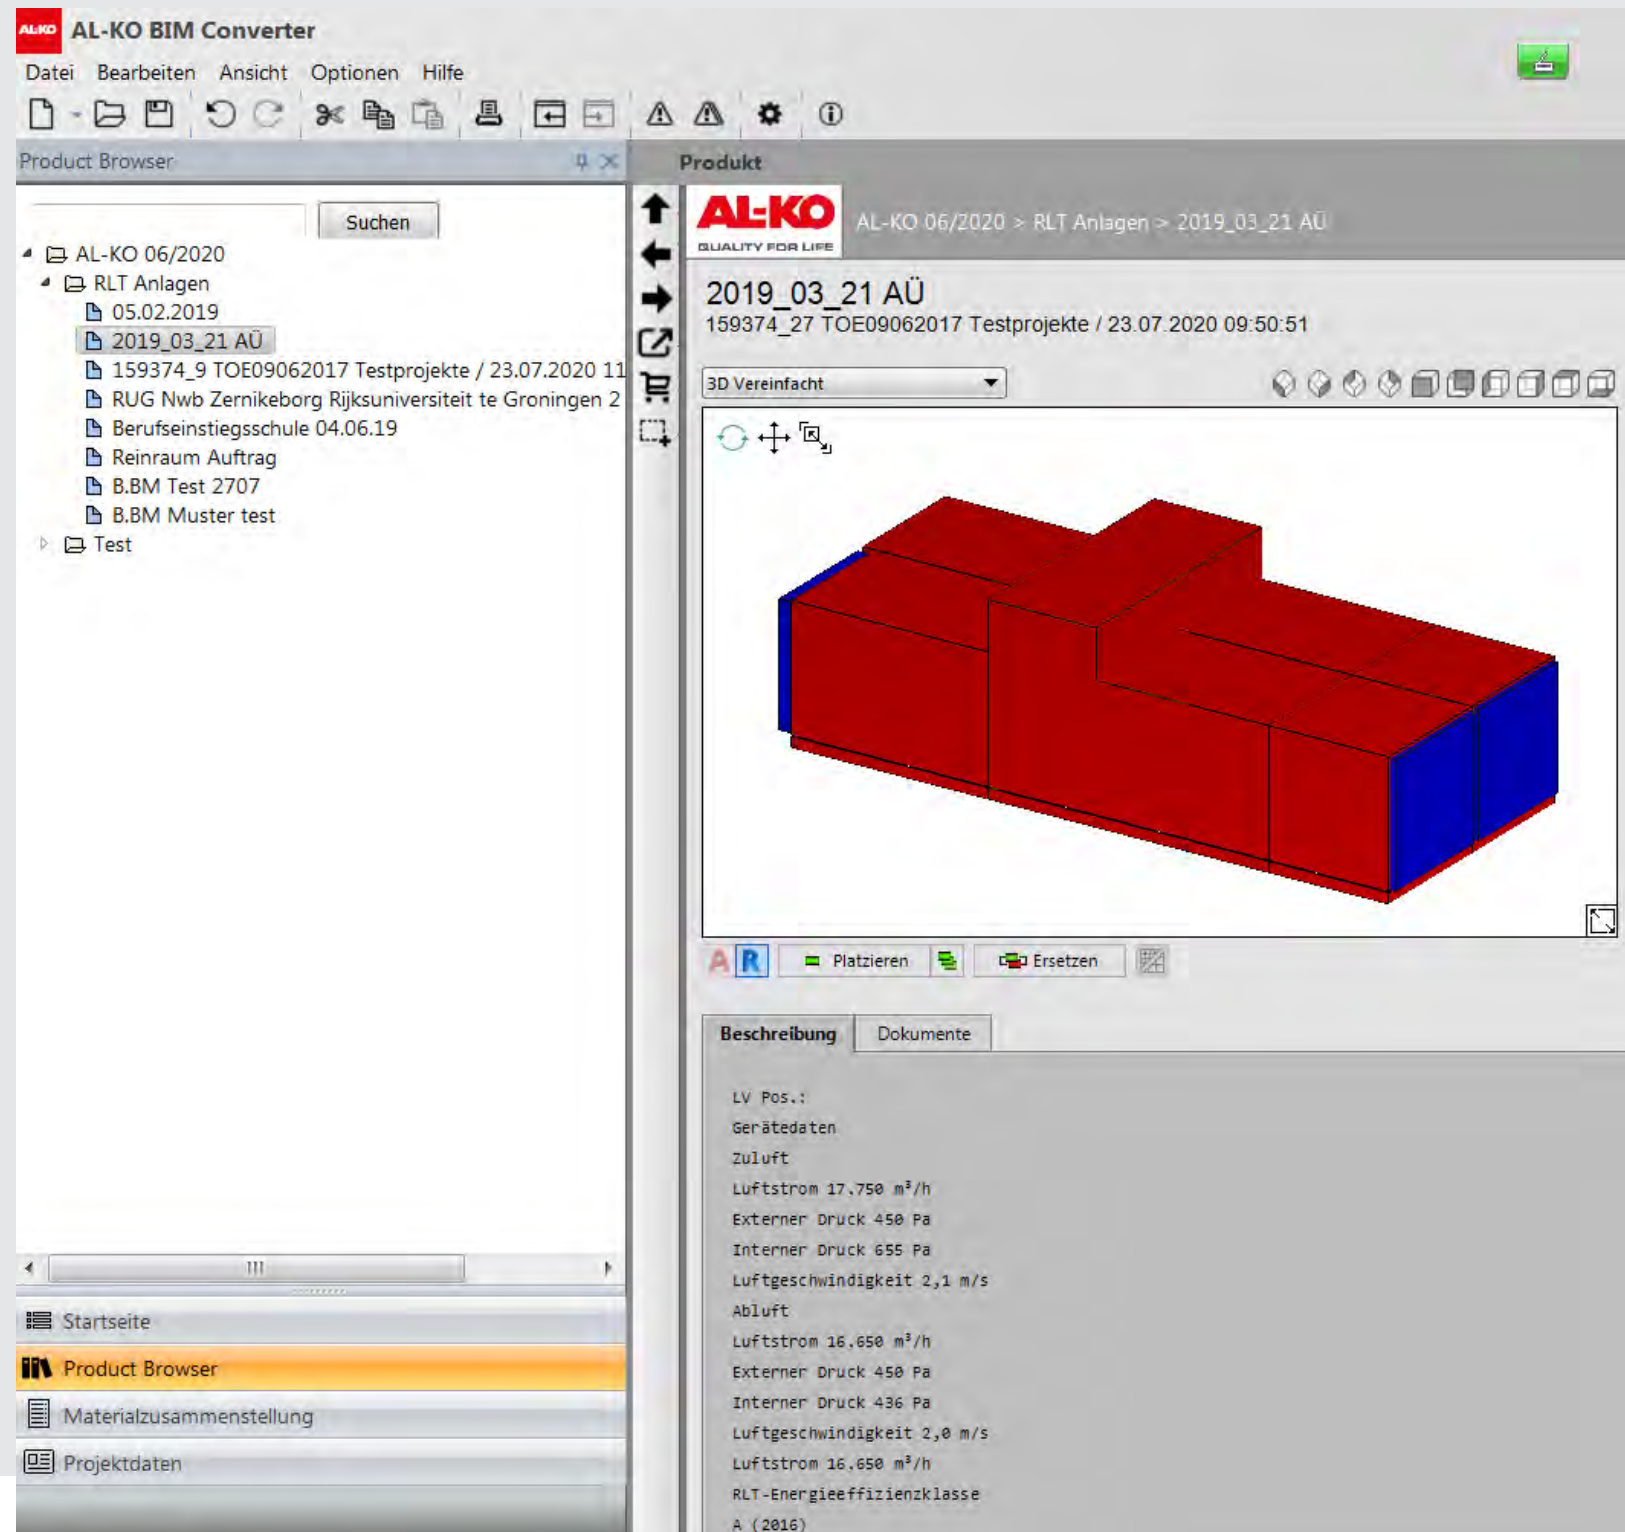 AL-KO AL-KO BIM Converter
Datei Bearbeiten Ansicht Optionen Hilfe
Product Browser
Suchen
AL-KO 06/2020
RLT Anlagen
05.02.2019
2019_03_21 AÜ
159374_9 TOE09062017 Testprojekte / 23.07.2020 11
RUG Nwb Zernikeborg Rijksuniversiteit te Groningen 2
Berufseinstiegsschule 04.06.19
Reinraum Auftrag
B.BM Test 2707
B.BM Muster test
Test
Startseite
Product Browser
Materialzusammenstellung
Projektdaten
Produkt
AL-KO
QUALITY FOR LIFE
AL-KO 06/2020 > RLT Anlagen > 2019_03_21 AÜ
2019_03_21 AÜ
159374_27 TOE09062017 Testprojekte / 23.07.2020 09:50:51
3D Vereinfacht
A R Platzieren Ersetzen
Beschreibung Dokumente
LV Pos.:
Gerätedaten
Zuluft
Luftstrom 17.750 m³/h
Externer Druck 450 Pa
Interner Druck 655 Pa
Luftgeschwindigkeit 2,1 m/s
Abluft
Luftstrom 16.650 m³/h
Externer Druck 450 Pa
Interner Druck 436 Pa
Luftgeschwindigkeit 2,0 m/s
Luftstrom 16.650 m³/h
RLT-Energieeffizienzklasse
A (2016)